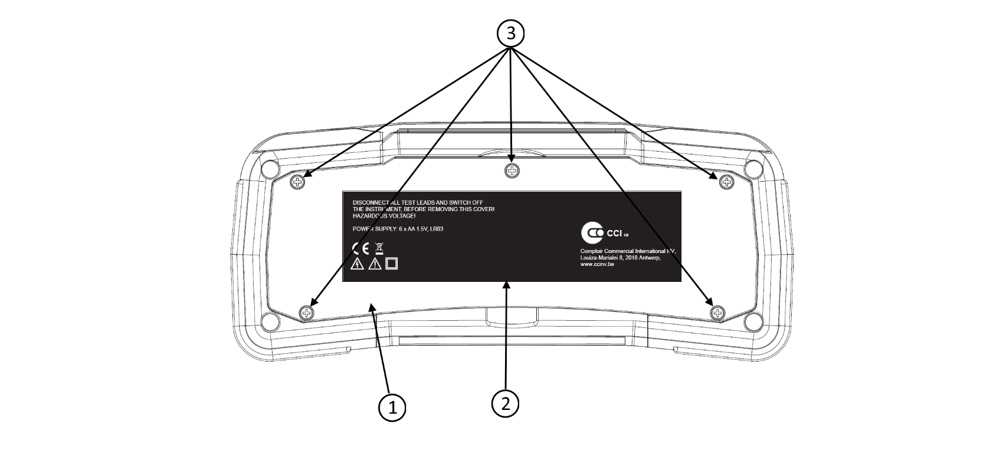 3
DISCONNECT ALL TEST LEADS AND SWITCH OFF
THE INSTRUMENT, BEFORE REMOVING THIS COVER!
HAZARDOUS VOLTAGE!
POWER SUPPLY: 6 x AA 1.5V, LR03
CE
CCI sa
Comptoir Commercial International NV,
Louiza-Marialei 8, 2018 Antwerp,
www.ccinv.be
1
2